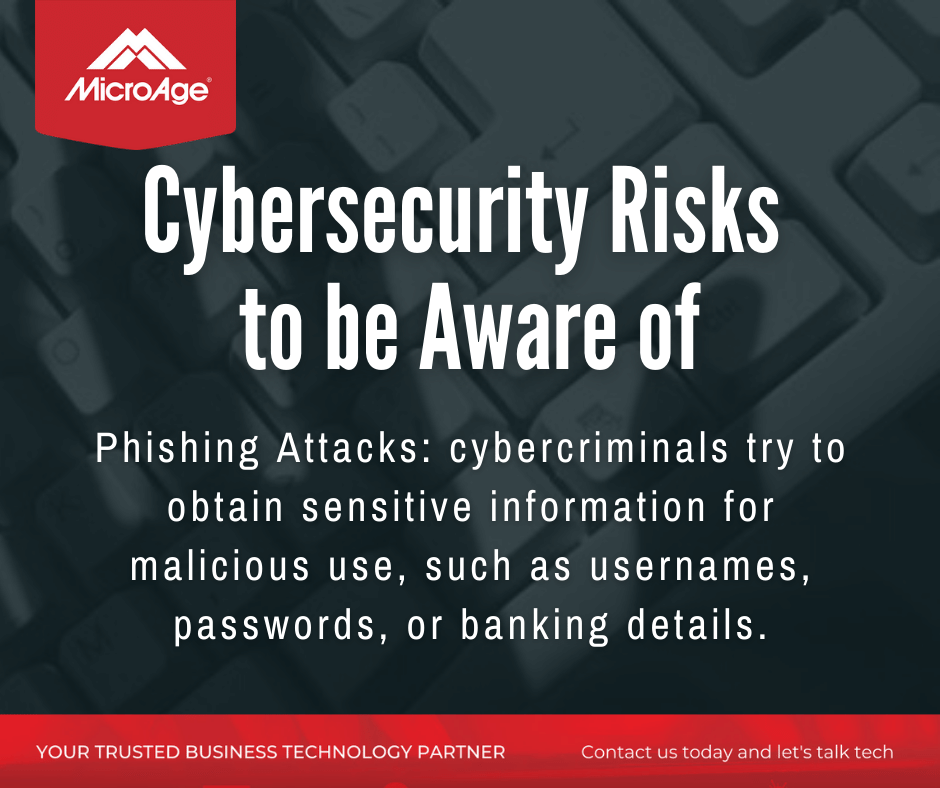 MicroAge®
Cybersecurity Risks
to be Aware of
Phishing Attacks: cybercriminals try to
obtain sensitive information for
malicious use, such as usernames,
passwords, or banking details.
YOUR TRUSTED BUSINESS TECHNOLOGY PARTNER
Contact us today and let's talk tech